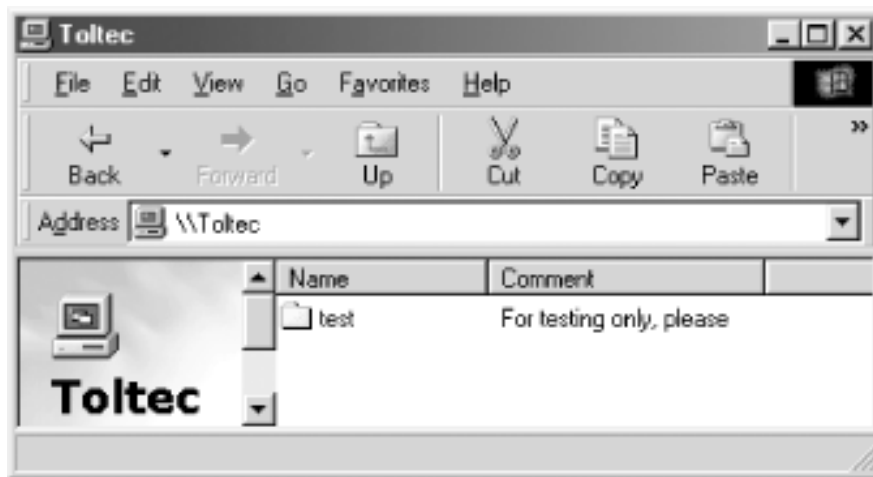 Toltec
File Edit View Go Favorites Help
Back Forward Up Cut Copy Paste »
Address \\Toltec
Name Comment
test For testing only, please
Toltec